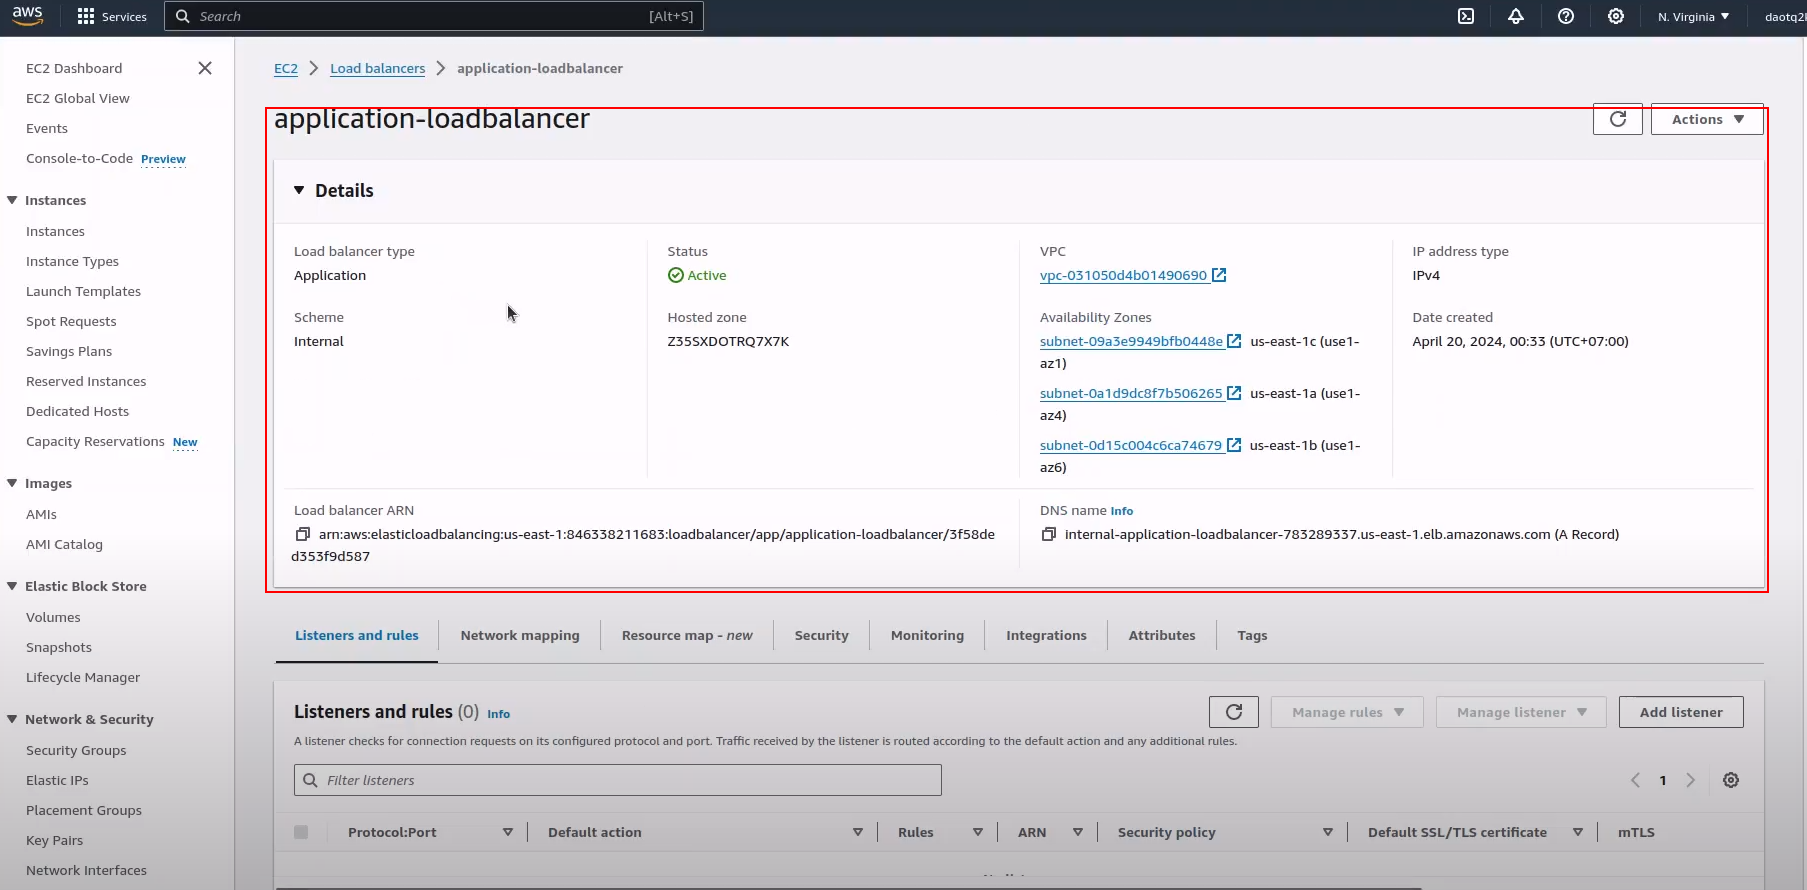 aws
Services
Search
[Alt+S]
N. Virginia
EC2 Dashboard
EC2 Global View
Events
Console-to-Code Preview
Instances
Instances
Instance Types
Launch Templates
Spot Requests
Savings Plans
Reserved Instances
Dedicated Hosts
Capacity Reservations New
Images
AMIs
AMI Catalog
Elastic Block Store
Volumes
Snapshots
Lifecycle Manager
Network & Security
Security Groups
Elastic IPs
Placement Groups
Key Pairs
Network Interfaces
EC2 > Load balancers > application-loadbalancer
application-loadbalancer
Actions
Details
Load balancer type
Application
Scheme
Internal
Status
Active
Hosted zone
Z35SXDOTRQ7X7K
VPC
vpc-031050d4b01490690
Availability Zones
subnet-09a3e9949bfb0448e us-east-1c (use1-
az1)
subnet-0a1d9dc8f7b506265 us-east-1a (use1-
az4)
subnet-0d15c004c6ca74679 us-east-1b (use1-
az6)
IP address type
IPv4
Date created
April 20, 2024, 00:33 (UTC+07:00)
Load balancer ARN
arn:aws:elasticloadbalancing:us-east-1:846338211683:loadbalancer/app/application-loadbalancer/3f58de
d353f9d587
DNS name Info
internal-application-loadbalancer-783289337.us-east-1.elb.amazonaws.com (A Record)
Listeners and rules
Network mapping
Resource map - new
Security
Monitoring
Integrations
Attributes
Tags
Listeners and rules (0) Info
Manage rules
Manage listener
Add listener
A listener checks for connection requests on its configured protocol and port. Traffic received by the listener is routed according to the default action and any additional rules.
Filter listeners
1
Protocol:Port
Default action
Rules
ARN
Security policy
Default SSL/TLS certificate
mTLS